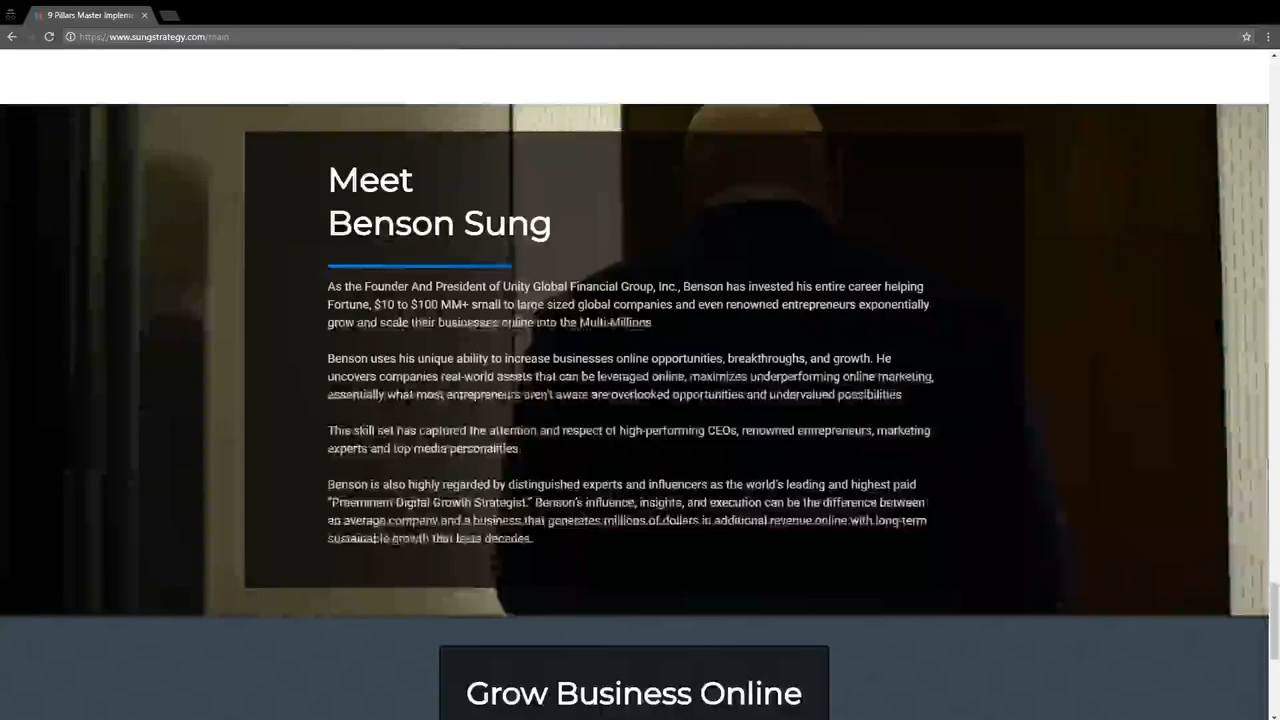 9 Pillars Master Implem
https://www.sungstrategy.com/main
Meet
Benson Sung
As the Founder And President of Unity Global Financial Group, Inc., Benson has invested his entire career helping
Fortune, $10 to $100 MM+ small to large sized global companies and even renowned entrepreneurs exponentially
grow and scale their businesses online into the Multi-Millions
Benson uses his unique ability to increase businesses online opportunities, breakthroughs, and growth. He
uncovers companies real-world assets that can be leveraged online, maximizes underperforming online marketing,
essentially what most entrepreneurs aren't aware are overlooked opportunities and undervalued possibilities
This skill set has captured the attention and respect of high-performing CEOs, renowned entrepreneurs, marketing
experts and top media personalities.
Benson is also highly regarded by distinguished experts and influencers as the world's leading and highest paid
"Preeminent Digital Growth Strategist." Benson's influence, insights, and execution can be the difference between
an average company and a business that generates millions of dollars in additional revenue online with long-term
sustainable growth that lasts decades.
Grow Business Online